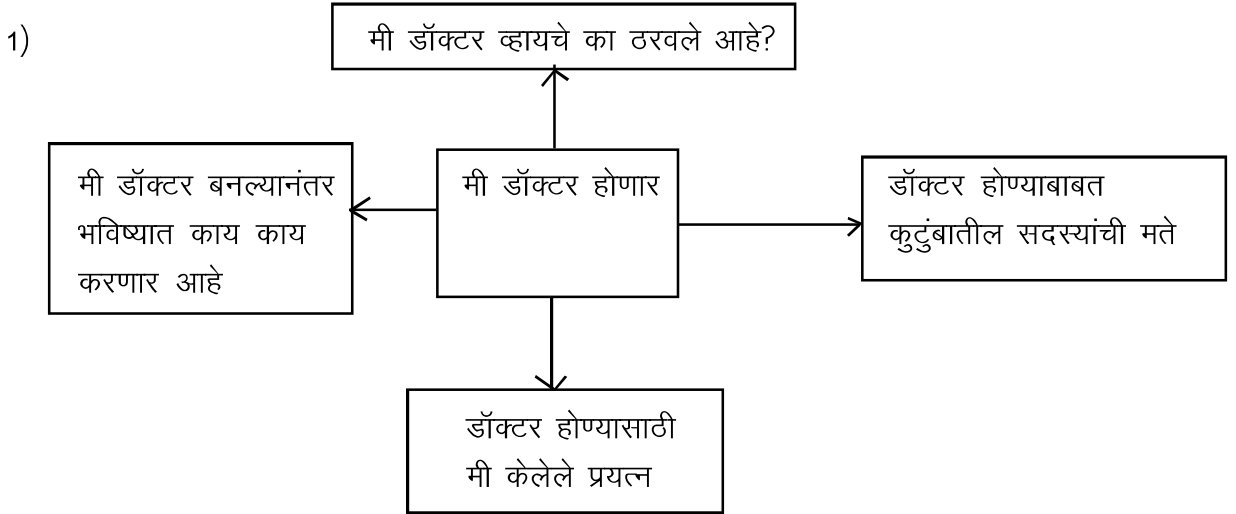 1)
मी डॉक्टर व्हायचे का ठरवले आहे?
मी डॉक्टर बनल्यानंतर
भविष्यात काय काय
करणार आहे
मी डॉक्टर होणार
डॉक्टर होण्याबाबत
कुटुंबातील सदस्यांची मते
डॉक्टर होण्यासाठी
मी केलेले प्रयत्न